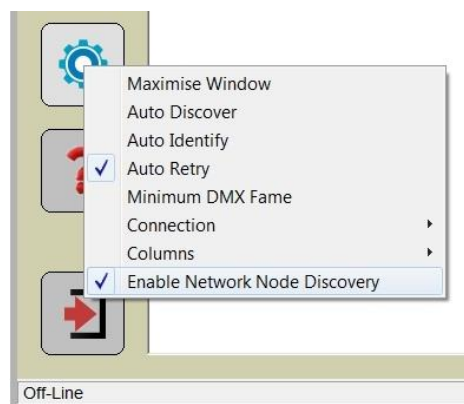 Maximise Window
Auto Discover
Auto Identify
Auto Retry
Minimum DMX Fame
Connection
Columns
Enable Network Node Discovery
Off-Line